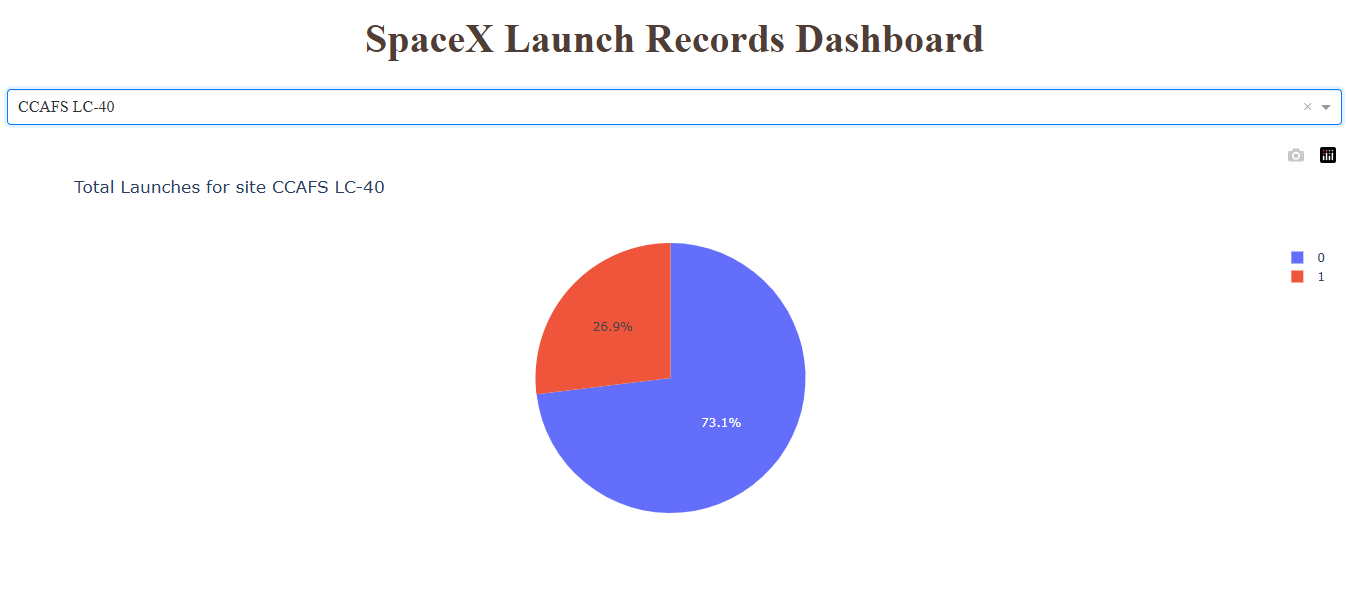 SpaceX Launch Records Dashboard
CCAFS LC-40
Total Launches for site CCAFS LC-40
0
1
26.9%
73.1%